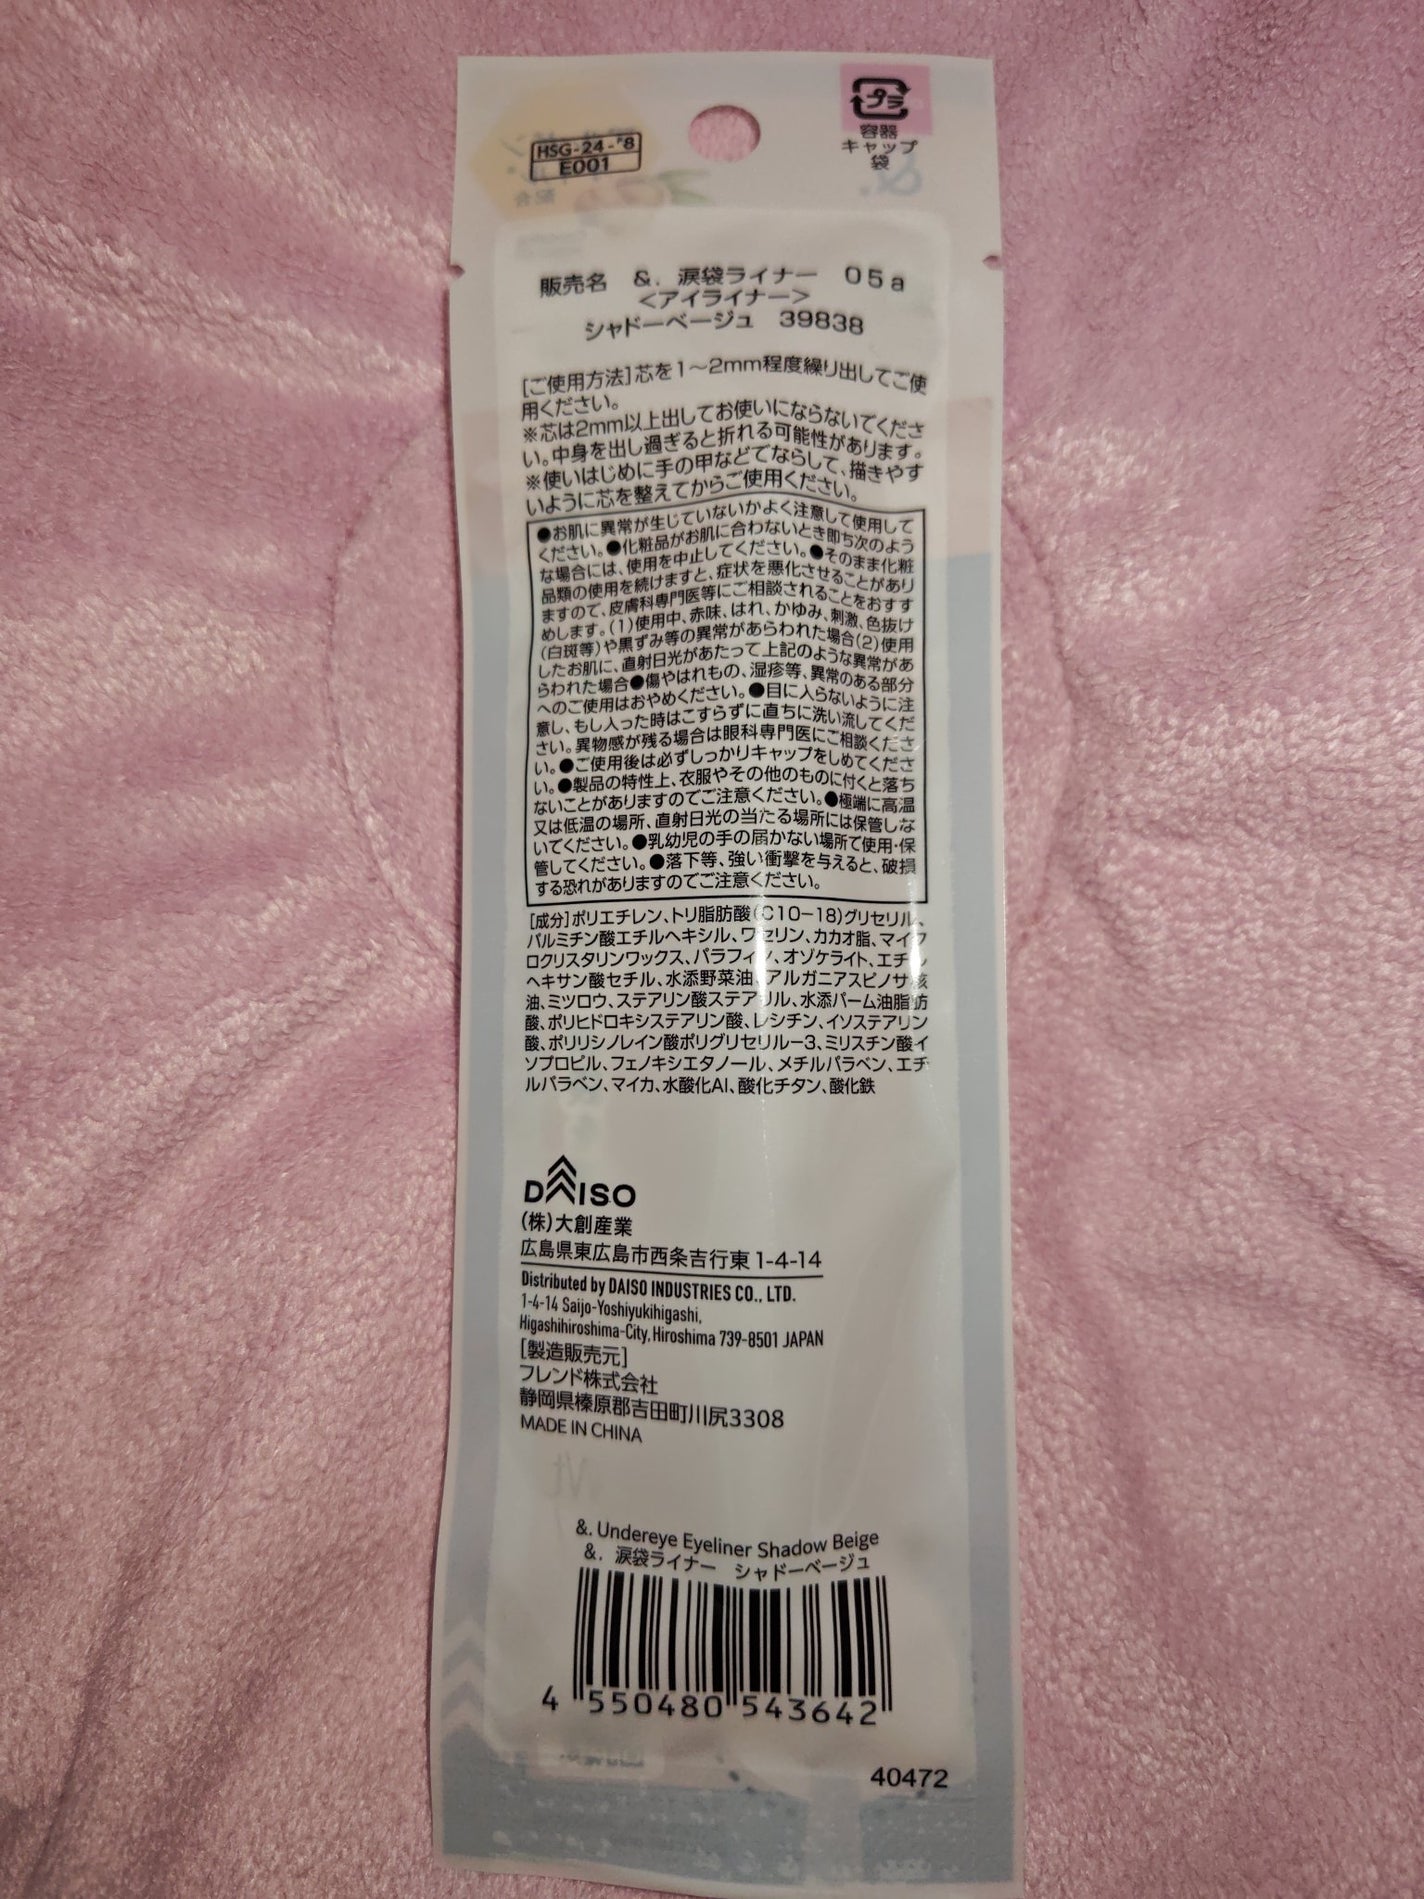 プラ
容器
キャップ
袋
E001
販売名 &. 涙袋ライナー 05a
<アイライナー>
シャドーベージュ 39838
[ご使用方法]芯を1～2mm程度繰り出してご使
用ください。
※芯は2mm以上出してお使いにならないでくださ
い。中身を出し過ぎると折れる可能性があります。
※使いはじめに手の甲などでならして、描きやす
いように芯を整えてからご使用ください。
●お肌に異常が生じていないかよく注意して使用して
ください。●化粧品がお肌に合わないとき即ち次のよう
な場合には、使用を中止してください。●そのまま化粧
品類の使用を続けますと、症状を悪化させることがあり
ますので、皮膚科専門医等にご相談されることをおすす
めします。(1)使用中、赤味、はれ、かゆみ、刺激、色抜け
(白斑等)や黒ずみ等の異常があらわれた場合(2)使用
したお肌に、直射日光があたって上記のような異常があ
らわれた場合●傷やはれもの、湿疹等、異常のある部分
へのご使用はおやめください。●目に入らないように注
意し、もし入った時はこすらずに直ちに洗い流してくだ
さい。異物感が残る場合は眼科専門医にご相談くださ
い。●ご使用後は必ずしっかりキャップをしめてくださ
い。●製品の特性上、衣服やその他のものに付くと落ち
ないことがありますのでご注意ください。●極端に高温
又は低温の場所、直射日光の当たる場所には保管しな
いでください。●乳幼児の手の届かない場所で使用・保
管してください。●落下等、強い衝撃を与えると、破損
する恐れがありますのでご注意ください。
[成分]ポリエチレン、トリ脂肪酸(C10－18)グリセリル、
パルミチン酸エチルヘキシル、ワセリン、カカオ脂、マイク
ロクリスタリンワックス、パラフィン、オゾケライト、エチル
ヘキサン酸セチル、水添野菜油、アルガニアスピノサ核
油、ミツロウ、ステアリン酸ステアリル、水添パーム油脂肪
酸、ポリヒドロキシステアリン酸、レシチン、イソステアリン
酸、ポリリシノレイン酸ポリグリセリル－3、ミリスチン酸イ
ソプロピル、フェノキシエタノール、メチルパラベン、エチ
ルパラベン、マイカ、水酸化Al、酸化チタン、酸化鉄
DAISO
(株)大創産業
広島県東広島市西条吉行東1-4-14
Distributed by DAISO INDUSTRIES CO., LTD.
1-4-14 Saijo-Yoshiyukihigashi,
Higashihiroshima-City, Hiroshima 739-8501 JAPAN
[製造販売元]
フレンド株式会社
静岡県榛原郡吉田町川尻3308
MADE IN CHINA
&. Undereye Eyeliner Shadow Beige
&. 涙袋ライナー シャドーベージュ
4 550480 543642
40472